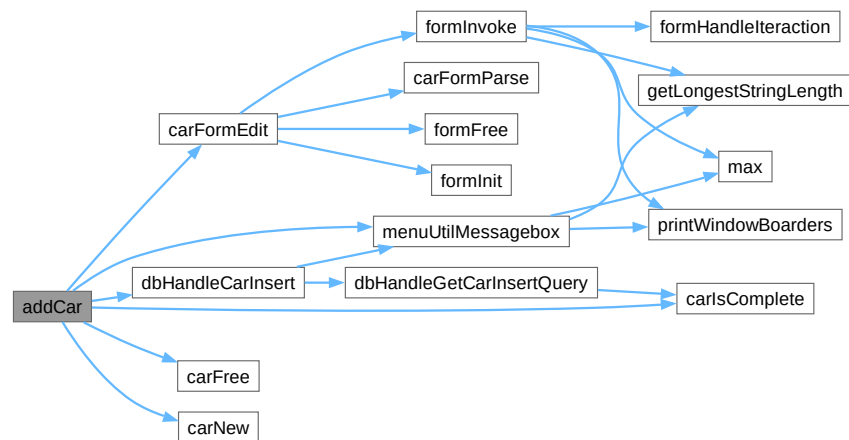 formInvoke
formHandleIteraction
carFormParse
getLongestStringLength
carFormEdit
formFree
max
formInit
menuUtilMessagebox
printWindowBoarders
dbHandleCarInsert
dbHandleGetCarInsertQuery
carIsComplete
addCar
carFree
carNew